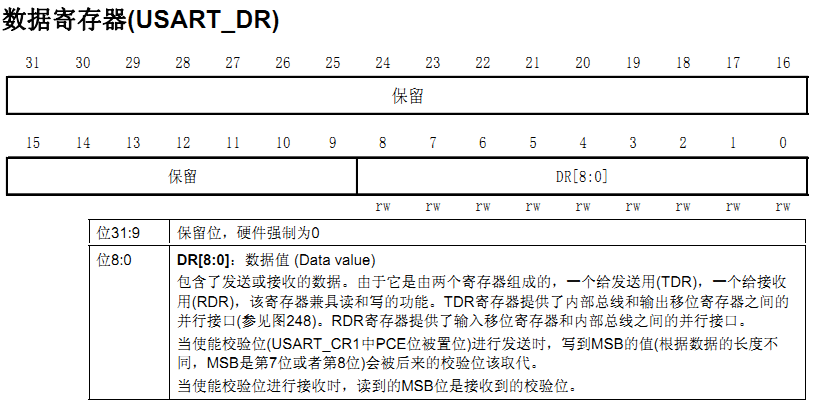 数据寄存器(USART_DR)
31 30 29 28 27 26 25 24 23 22 21 20 19 18 17 16
保留
15 14 13 12 11 10 9 8 7 6 5 4 3 2 1 0
保留 DR[8:0]
rw rw rw rw rw rw rw rw rw
位31:9 保留位，硬件强制为0
位8:0 DR[8:0]：数据值 (Data value)
包含了发送或接收的数据。由于它是由两个寄存器组成的，一个给发送用(TDR)，一个给接收
用(RDR)，该寄存器兼具读和写的功能。TDR寄存器提供了内部总线和输出移位寄存器之间的
并行接口(参见图248)。RDR寄存器提供了输入移位寄存器和内部总线之间的并行接口。
当使能校验位(USART_CR1中PCE位被置位)进行发送时，写到MSB的值(根据数据的长度不
同，MSB是第7位或者第8位)会被后来的校验位该取代。
当使能校验位进行接收时，读到的MSB位是接收到的校验位。